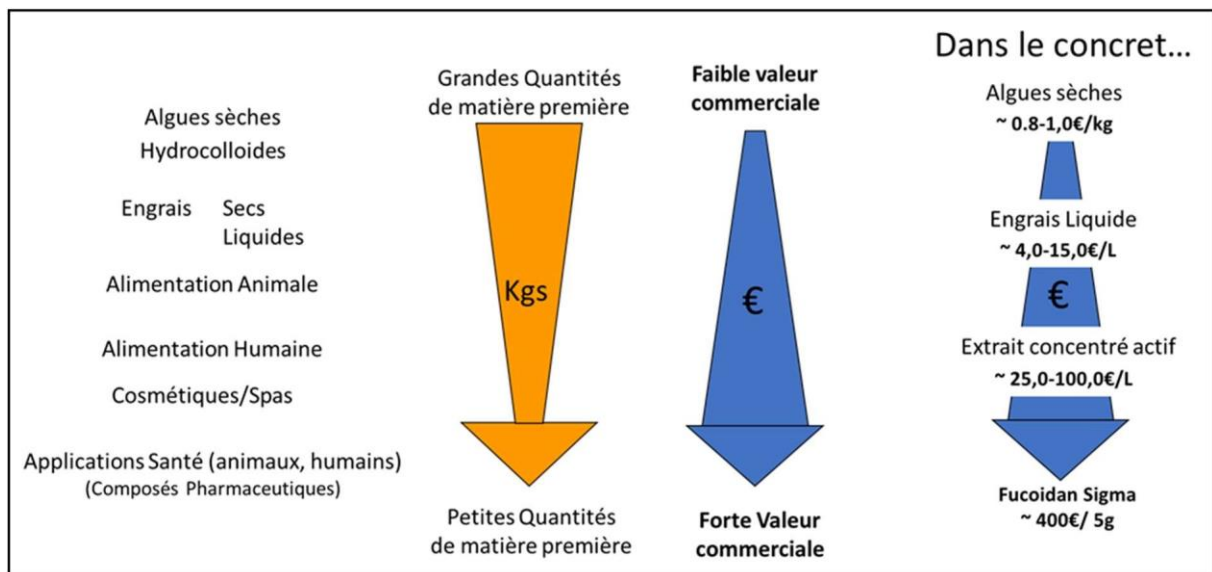 Algues sèches
Hydrocolloides
Engrais Secs
Liquides
Alimentation Animale
Alimentation Humaine
Cosmétiques/Spas
Applications Santé (animaux, humains)
(Composés Pharmaceutiques)
Grandes Quantités
de matière première
Kgs
Petites Quantités
de matière première
Faible valeur
commerciale
€
Forte Valeur
commerciale
Dans le concret...
Algues sèches
~ 0.8-1,0€/kg
Engrais Liquide
~ 4,0-15,0€/L
€
Extrait concentré actif
~ 25,0-100,0€/L
Fucoidan Sigma
~ 400€/ 5g